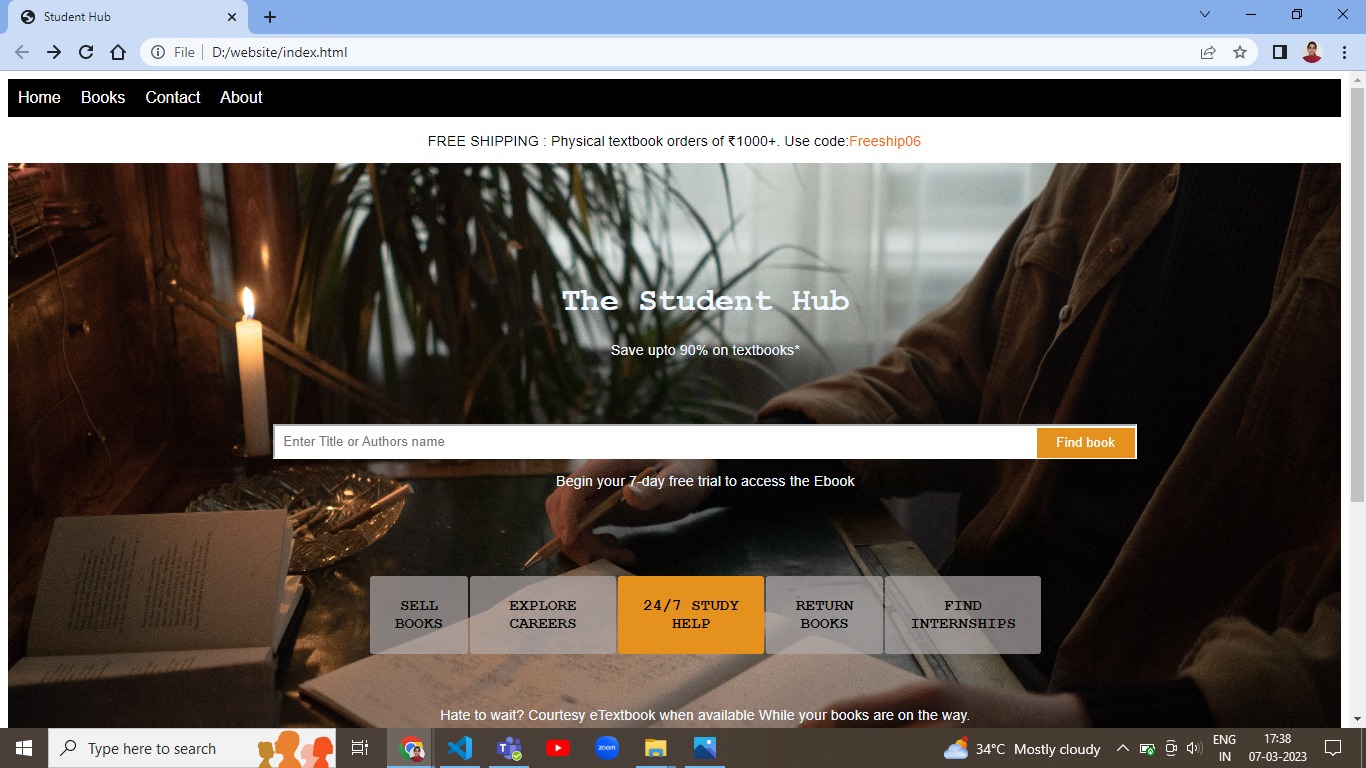 Student Hub
File D:/website/index.html
Home Books Contact About
FREE SHIPPING : Physical textbook orders of ₹1000+. Use code:Freeship06
The Student Hub
Save upto 90% on textbooks*
Enter Title or Authors name Find book
Begin your 7-day free trial to access the Ebook
SELL BOOKS
EXPLORE CAREERS
24/7 STUDY HELP
RETURN BOOKS
FIND INTERNSHIPS
Hate to wait? Courtesy eTextbook when available While your books are on the way.
Type here to search
zoom
34°C Mostly cloudy
ENG
IN
17:38
07-03-2023